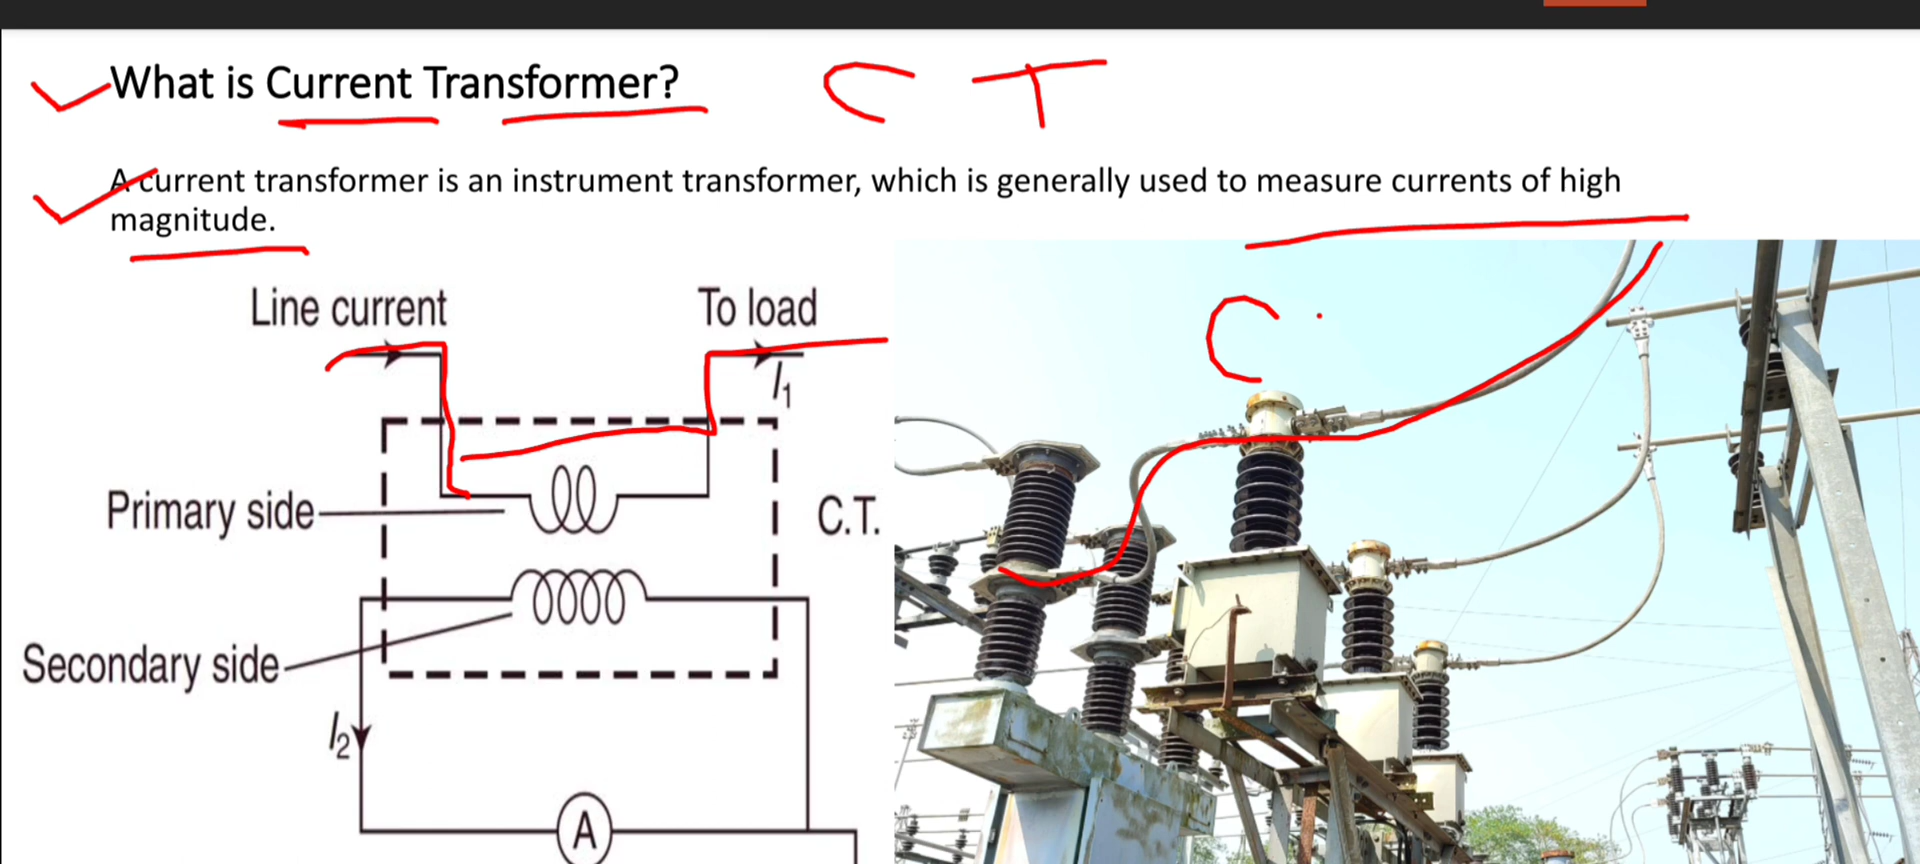 What is Current Transformer? C T
A current transformer is an instrument transformer, which is generally used to measure currents of high
magnitude.
Line current
To load
I1
Primary side
C.T.
Secondary side
I2
A
C